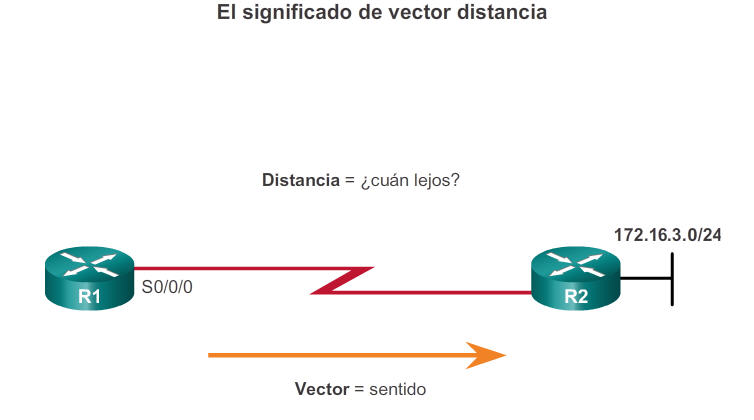 El significado de vector distancia
Distancia = ¿cuán lejos?
172.16.3.0/24
R1
S0/0/0
R2
Vector = sentido